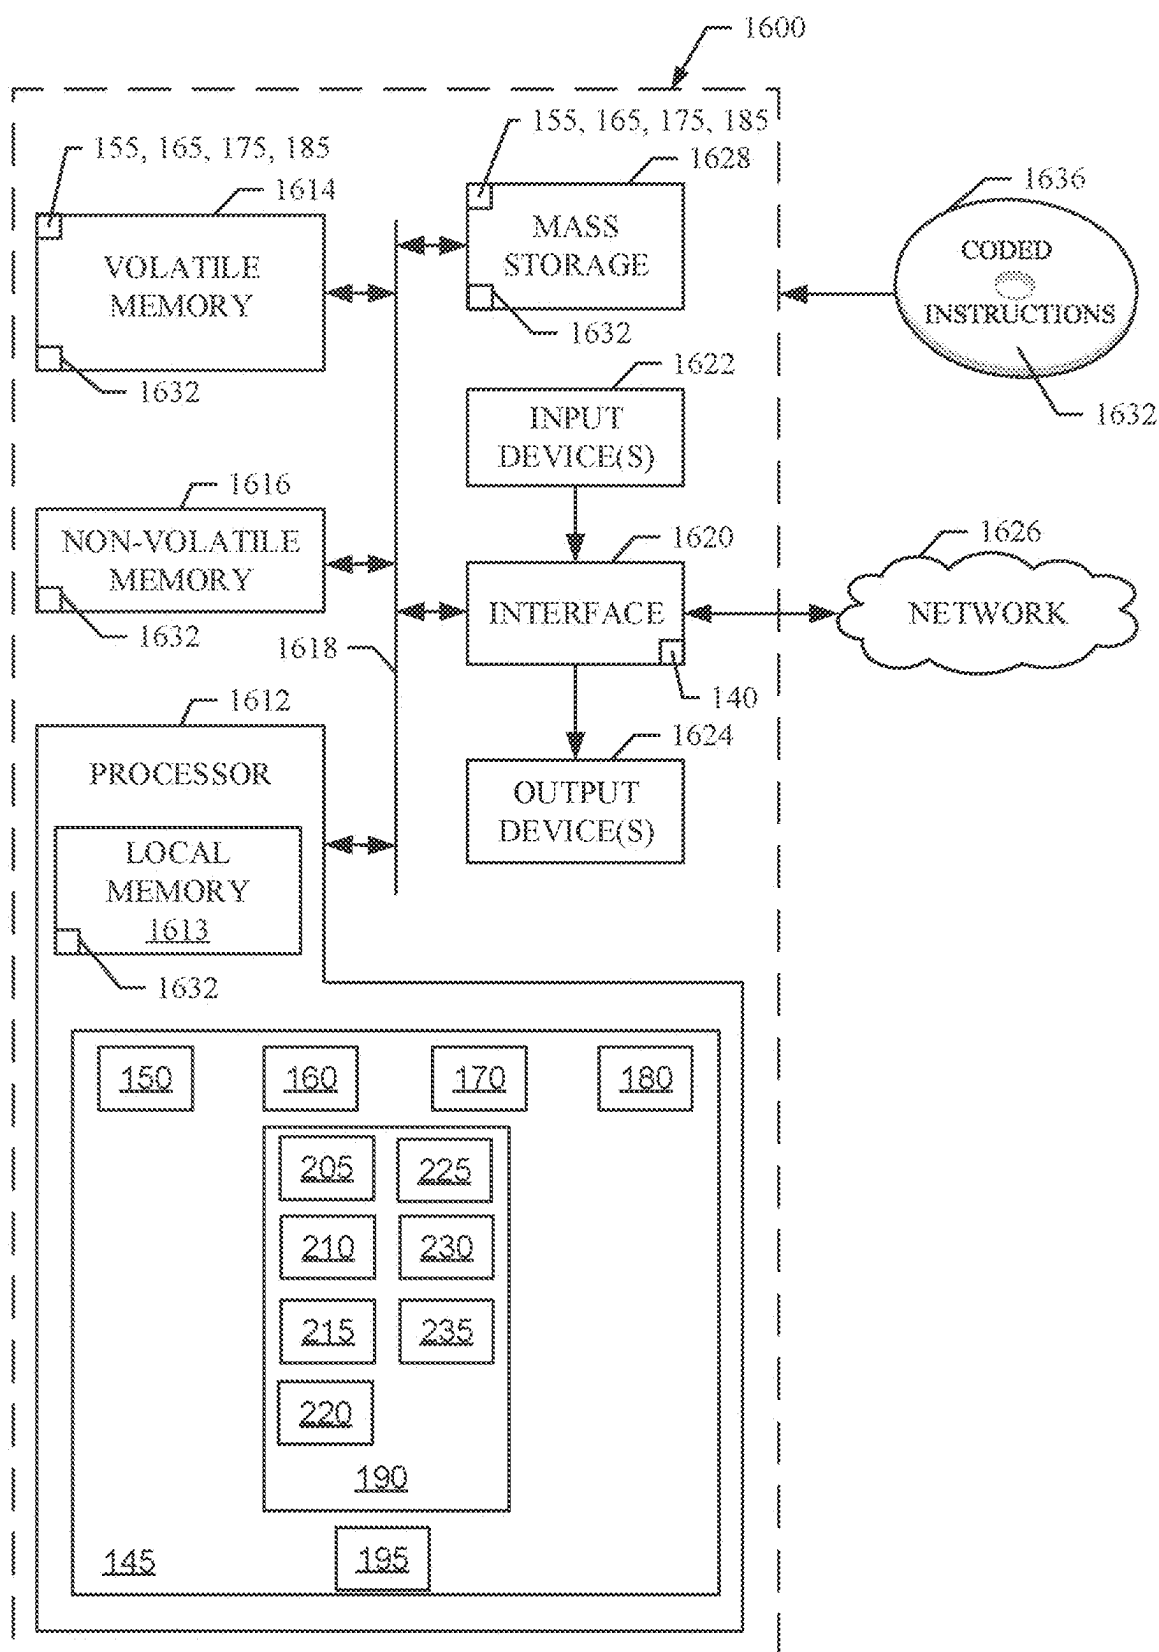 1600
155, 165, 175, 185
1614
VOLATILE
MEMORY
1632
155, 165, 175, 185
1628
MASS
STORAGE
1632
1636
CODED
INSTRUCTIONS
1632
1622
INPUT
DEVICE(S)
1616
NON-VOLATILE
MEMORY
1632
1618
1620
INTERFACE
140
1626
NETWORK
1624
OUTPUT
DEVICE(S)
1612
PROCESSOR
LOCAL
MEMORY
1613
1632
150 160 170 180
205 225
210 230
215 235
220
190
145 195